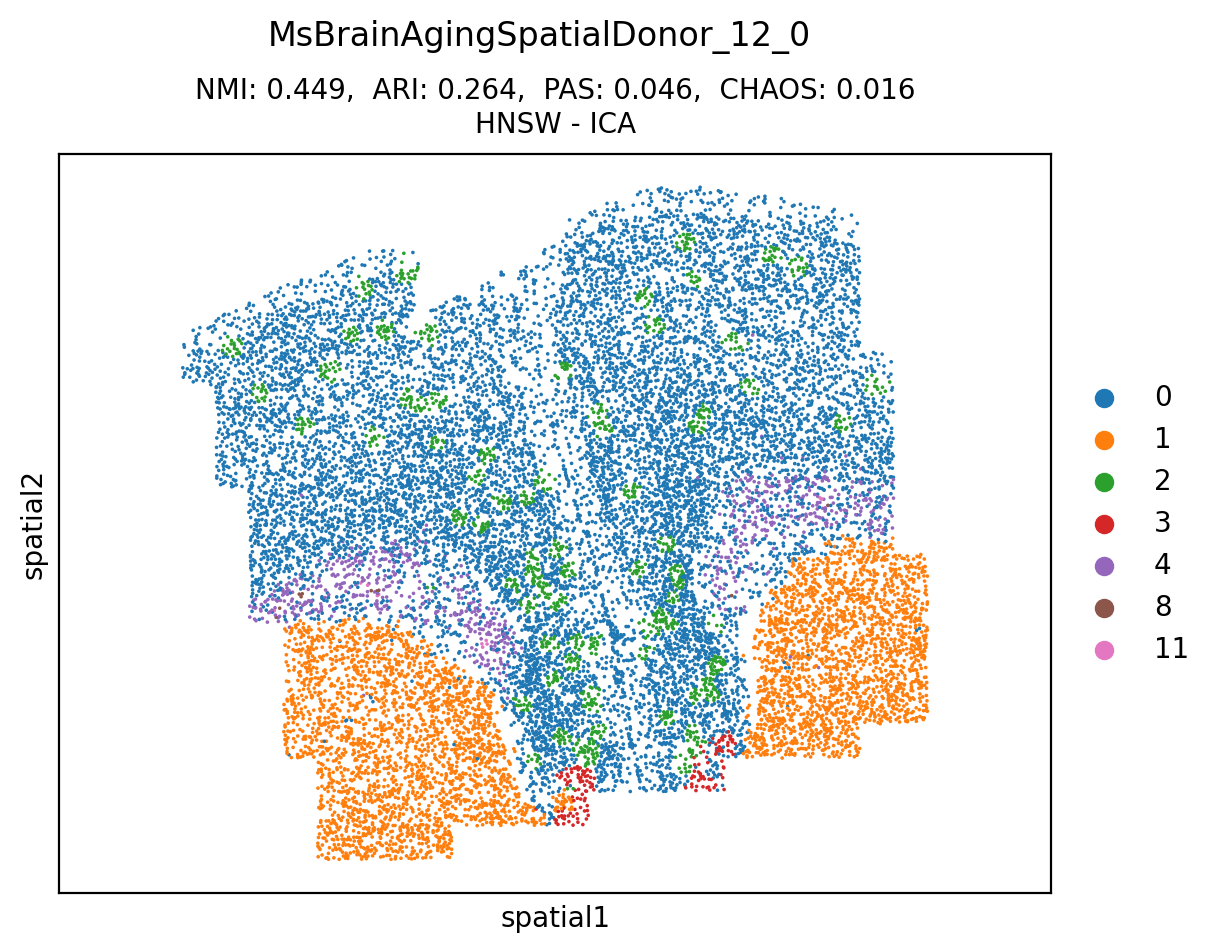 MsBrainAgingSpatialDonor_12_0
NMI: 0.449,  ARI: 0.264,  PAS: 0.046,  CHAOS: 0.016
HNSW - ICA
spatial2
0
1
2
3
4
8
11
spatial1